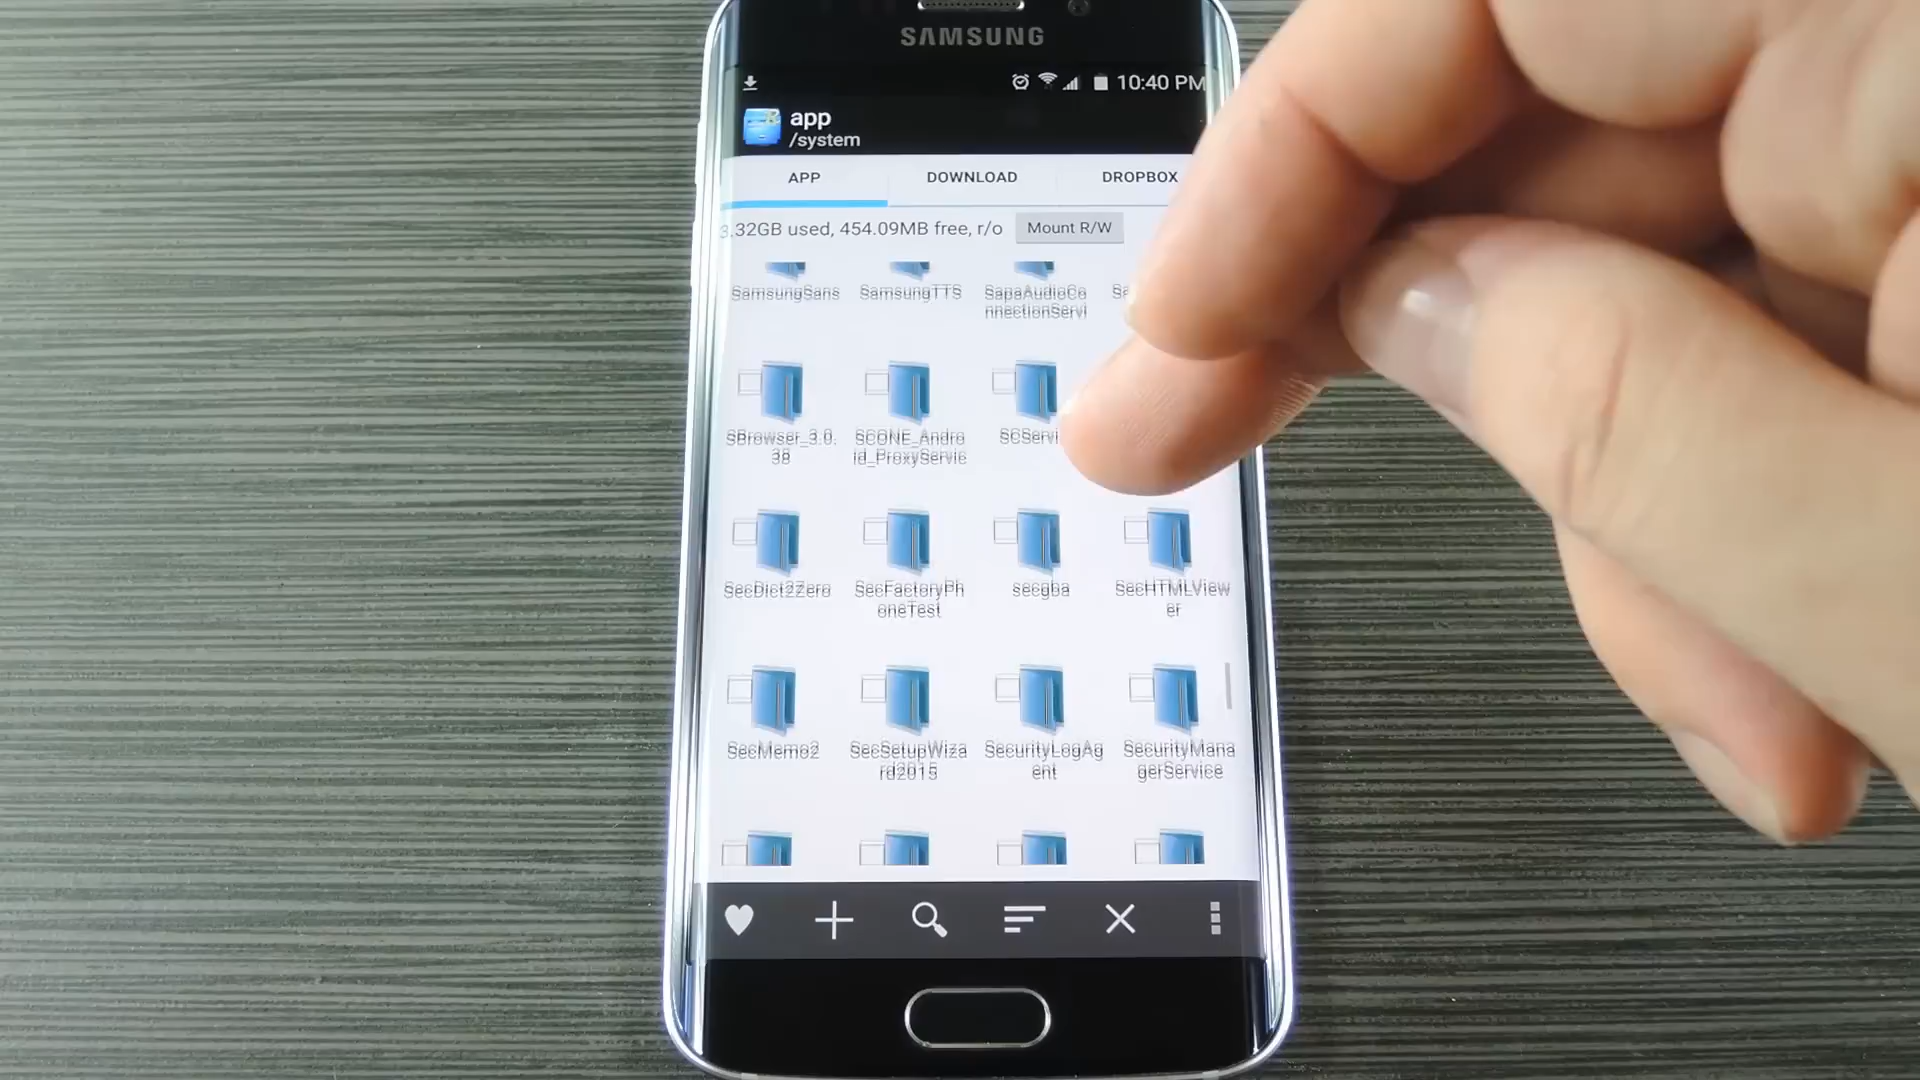 SAMSUNG
10:40 PM
app
/system
APP DOWNLOAD DROPBOX
3.32GB used, 454.09MB free, r/o Mount R/W
SamsungSans SamsungTTS SapaAudioCo
nnectionServi
SBrowser_3.0. SCONE_Andro SCServi
38 id_ProxyServic
SecDict2Zero SecFactoryPh secgba SecHTMLView
oneTest er
SecMemo2 SecSetupWiza SecurityLogAg SecurityMana
rd2015 ent gerService